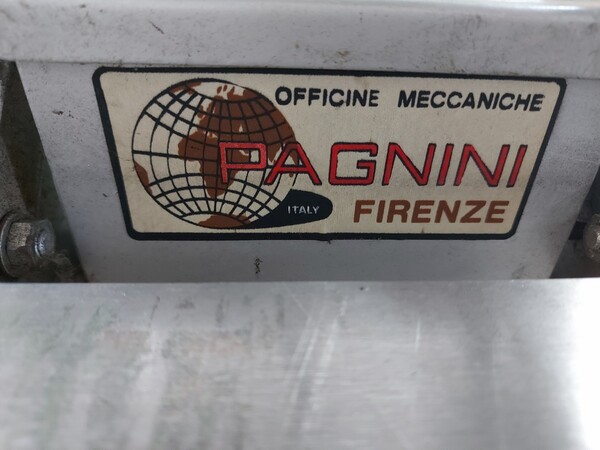 OFFICINE MECCANICHE
PAGNINI
ITALY
FIRENZE